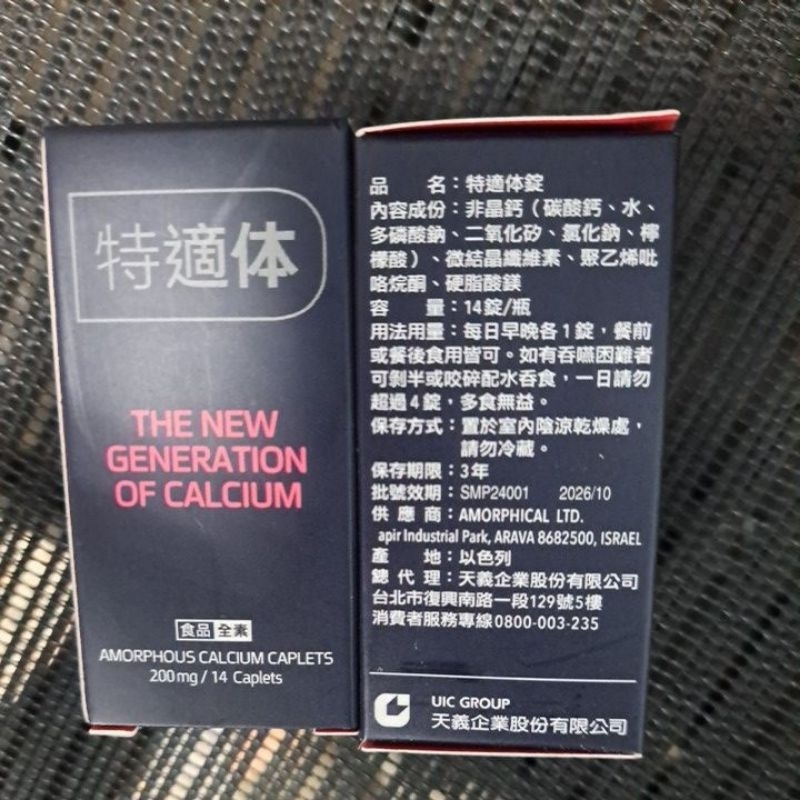 特適体
THE NEW
GENERATION
OF CALCIUM
食品 全素
AMORPHOUS CALCIUM CAPLETS
200mg / 14 Caplets
品 名：特適体錠
內容成份：非晶鈣（碳酸鈣、水、
多磷酸鈉、二氧化矽、氯化鈉、檸
檬酸）、微結晶纖維素、聚乙烯吡
咯烷酮、硬脂酸鎂
容 量：14錠/瓶
用法用量：每日早晚各1錠，餐前
或餐後食用皆可。如有吞嚥困難者
可剝半或咬碎配水吞食，一日請勿
超過4錠，多食無益。
保存方式：置於室內陰涼乾燥處，
請勿冷藏。
保存期限：3年
批號效期：SMP24001 2026/10
供 應 商：AMORPHICAL LTD.
apir Industrial Park, ARAVA 8682500, ISRAEL
產 地：以色列
總 代 理：天義企業股份有限公司
台北市復興南路一段129號5樓
消費者服務專線0800-003-235
UIC GROUP
天義企業股份有限公司